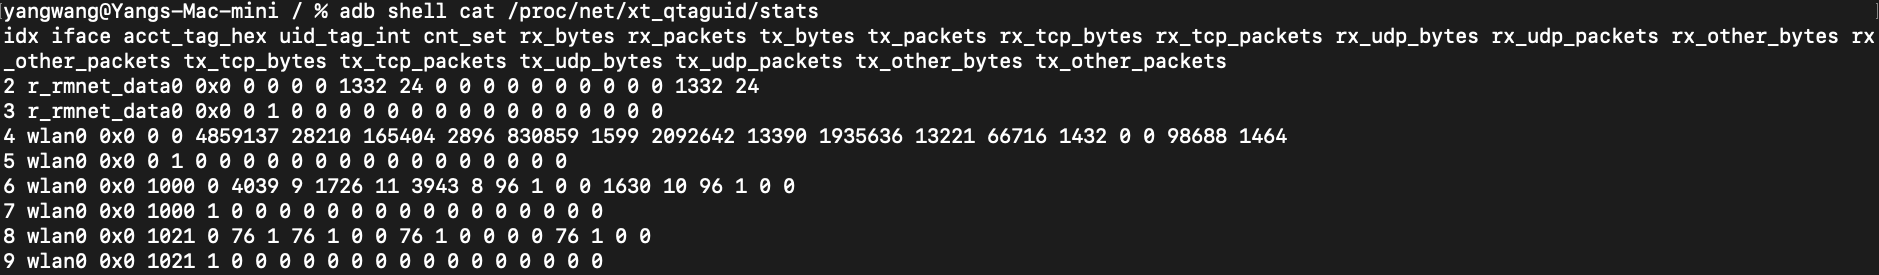 yangwang@Yangs-Mac-mini / % adb shell cat /proc/net/xt_qtaguid/stats
idx iface acct_tag_hex uid_tag_int cnt_set rx_bytes rx_packets tx_bytes tx_packets rx_tcp_bytes rx_tcp_packets rx_udp_bytes rx_udp_packets rx_other_bytes rx
_other_packets tx_tcp_bytes tx_tcp_packets tx_udp_bytes tx_udp_packets tx_other_bytes tx_other_packets
2 r_rmnet_data0 0x0 0 0 0 0 1332 24 0 0 0 0 0 0 0 0 0 0 1332 24
3 r_rmnet_data0 0x0 0 1 0 0 0 0 0 0 0 0 0 0 0 0 0 0 0 0
4 wlan0 0x0 0 0 4859137 28210 165404 2896 830859 1599 2092642 13390 1935636 13221 66716 1432 0 0 98688 1464
5 wlan0 0x0 0 1 0 0 0 0 0 0 0 0 0 0 0 0 0 0 0 0
6 wlan0 0x0 1000 0 4039 9 1726 11 3943 8 96 1 0 0 1630 10 96 1 0 0
7 wlan0 0x0 1000 1 0 0 0 0 0 0 0 0 0 0 0 0 0 0 0 0
8 wlan0 0x0 1021 0 76 1 76 1 0 0 76 1 0 0 0 0 76 1 0 0
9 wlan0 0x0 1021 1 0 0 0 0 0 0 0 0 0 0 0 0 0 0 0 0